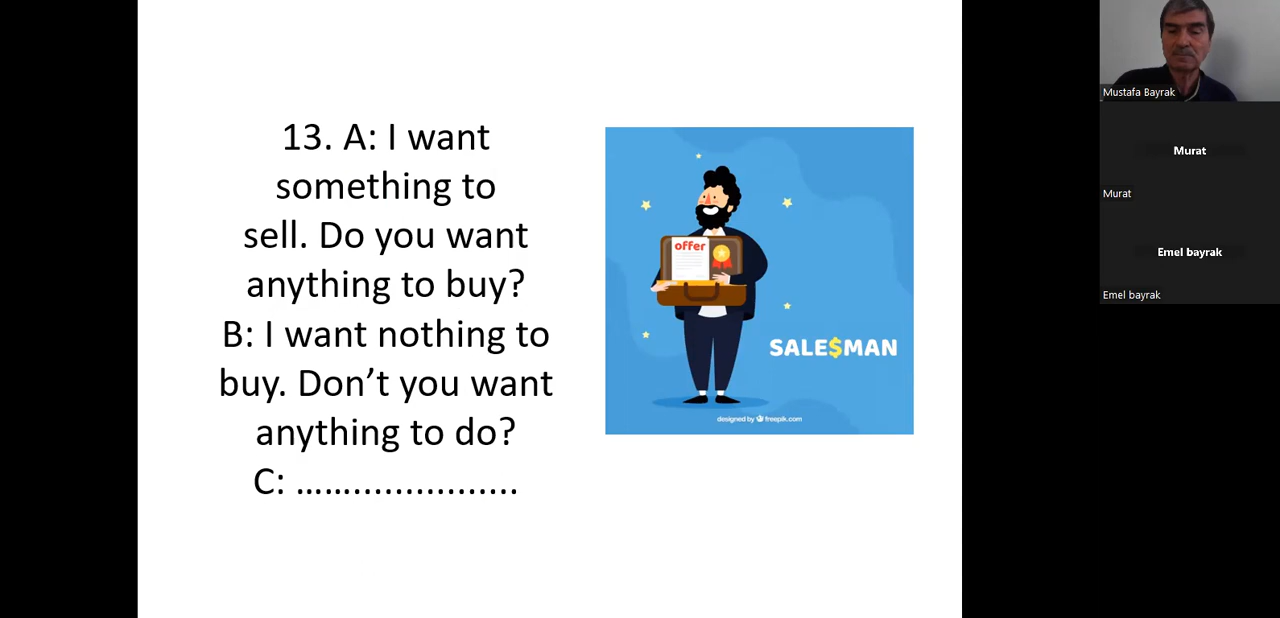 13. A: I want
something to
sell. Do you want
anything to buy?
B: I want nothing to
buy. Don’t you want
anything to do?
C: …….................
offer
SALE$MAN
designed by freepik.com
Mustafa Bayrak
Murat
Murat
Emel bayrak
Emel bayrak